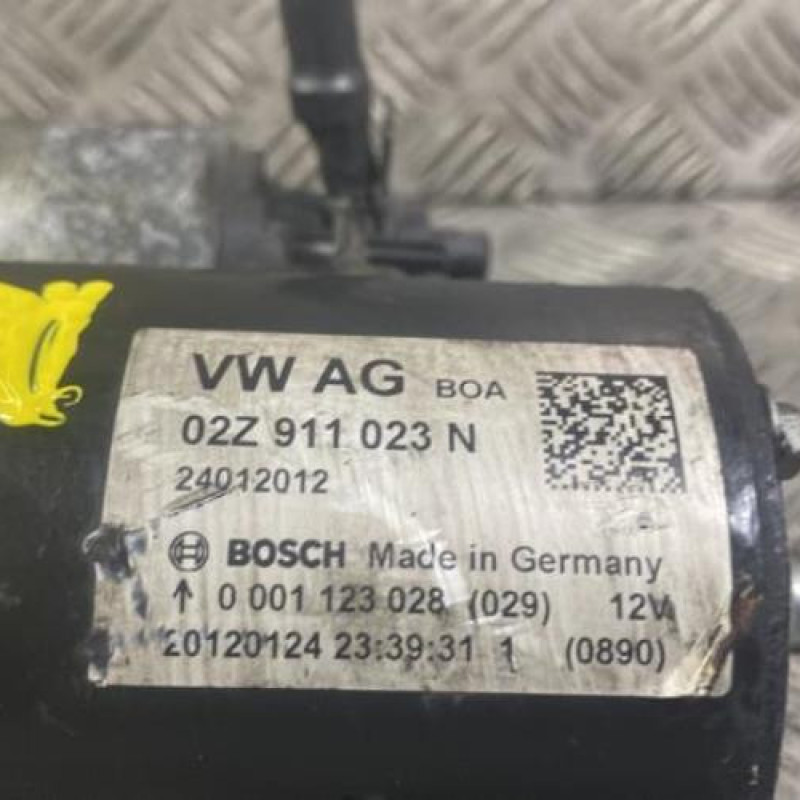 VW AG BOA
02Z 911 023 N
24012012
BOSCH Made in Germany
↑ 0 001 123 028 (029) 12V
20120124 23:39:31 1 (0890)